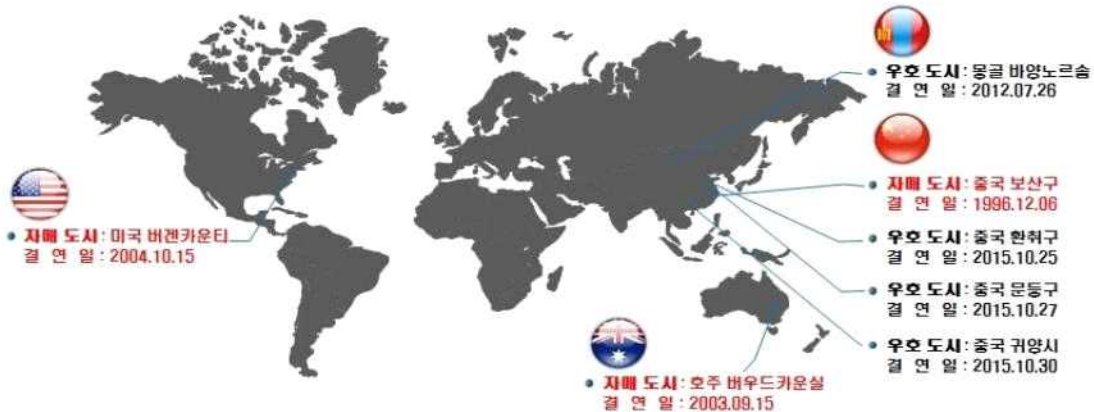 우호 도시 : 몽골 바양노르솜
결 연 일 : 2012.07.26
자매 도시 : 중국 보산구
결 연 일 : 1996.12.06
자매 도시 : 미국 버겐카운티
결 연 일 : 2004.10.15
우호 도시 : 중국 환취구
결 연 일 : 2015.10.25
우호 도시 : 중국 문등구
결 연 일 : 2015.10.27
우호 도시 : 중국 귀양시
결 연 일 : 2015.10.30
자매 도시 : 호주 버우드카운실
결 연 일 : 2003.09.15